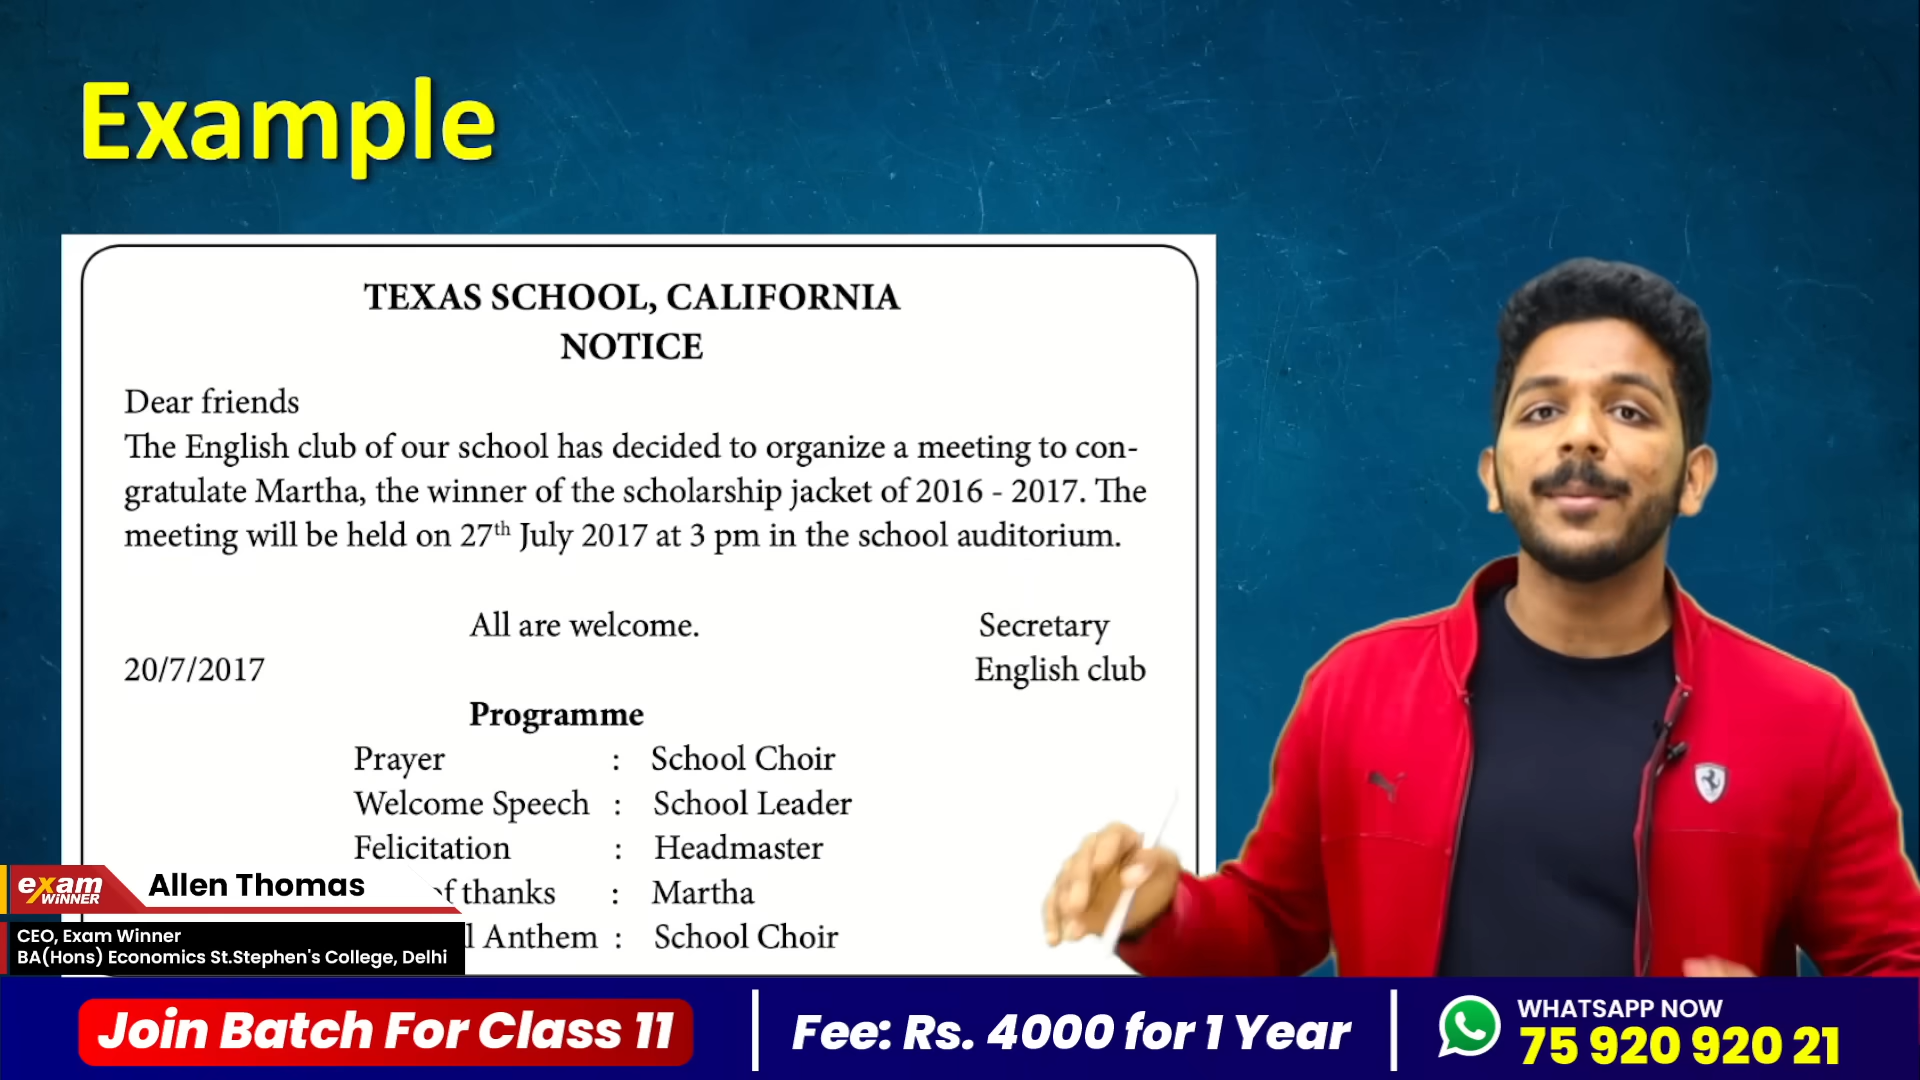 Example
TEXAS SCHOOL, CALIFORNIA
NOTICE
Dear friends
The English club of our school has decided to organize a meeting to con-
gratulate Martha, the winner of the scholarship jacket of 2016 - 2017. The
meeting will be held on 27th July 2017 at 3 pm in the school auditorium.
All are welcome.
Secretary
20/7/2017
English club
Programme
Prayer : School Choir
Welcome Speech : School Leader
Felicitation : Headmaster
of thanks : Martha
Anthem : School Choir
exam WiNNER
Allen Thomas
CEO, Exam Winner
BA(Hons) Economics St.Stephen's College, Delhi
Join Batch For Class 11
Fee: Rs. 4000 for 1 Year
WHATSAPP NOW
75 920 920 21